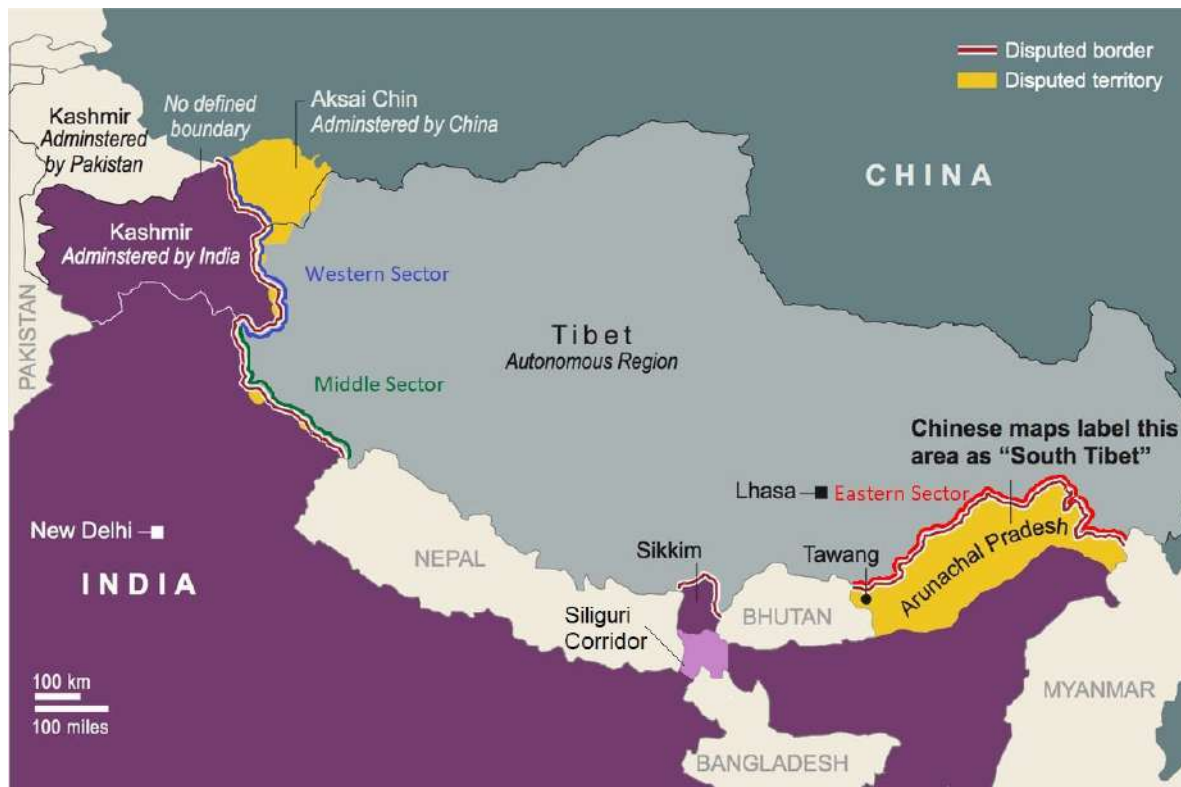 Disputed border
Disputed territory
Kashmir
Adminstered
by Pakistan
No defined
boundary
Aksai Chin
Adminstered by China
CHINA
Kashmir
Adminstered by India
Western Sector
PAKISTAN
Tibet
Autonomous Region
Middle Sector
Chinese maps label this
area as “South Tibet”
Lhasa
Eastern Sector
New Delhi
NEPAL
Sikkim
Tawang
Arunachal Pradesh
INDIA
Siliguri
Corridor
BHUTAN
100 km
100 miles
MYANMAR
BANGLADESH